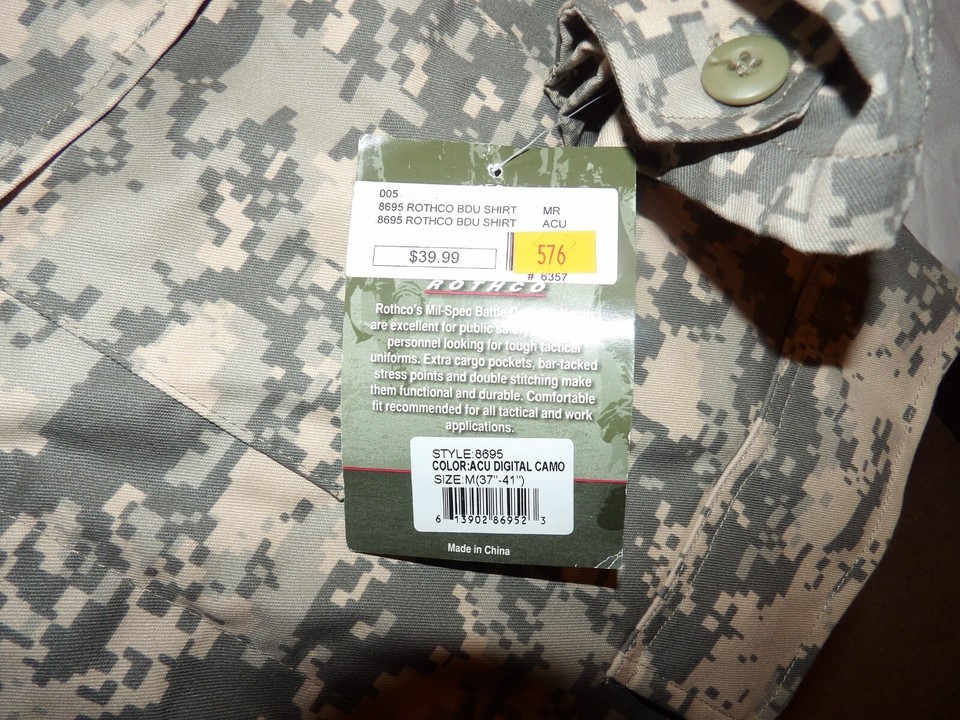 005
8695 ROTHCO BDU SHIRT MR
8695 ROTHCO BDU SHIRT ACU
$39.99 576
# 6357
ROTHCO
Rothco's Mil-Spec Battle
are excellent for public
personnel looking for tough tactical
uniforms. Extra cargo pockets, bar-tacked
stress points and double stitching make
them functional and durable. Comfortable
fit recommended for all tactical and work
applications.
STYLE:8695
COLOR:ACU DIGITAL CAMO
SIZE:M(37"-41")
6 13902 86952 3
Made in China